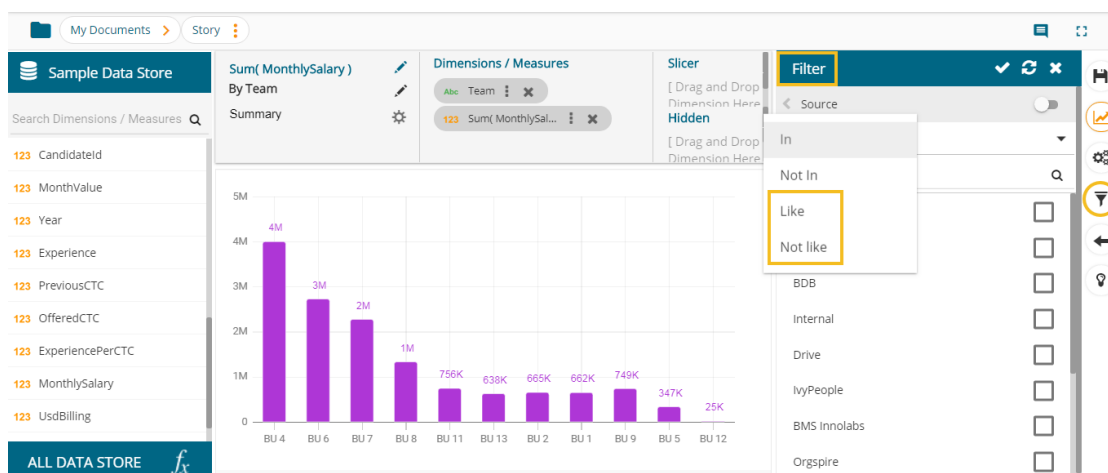 My Documents
Story
Sample Data Store
Search Dimensions / Measures
123 CandidateId
123 MonthValue
123 Year
123 Experience
123 PreviousCTC
123 OfferedCTC
123 ExperiencePerCTC
123 MonthlySalary
123 UsdBilling
ALL DATA STORE fx
Sum( MonthlySalary )
By Team
Summary
Dimensions / Measures
Abc Team
123 Sum( MonthlySal...
Slicer
[ Drag and Drop
Dimension Here
Hidden
[ Drag and Drop
Dimension Here
5M
4M
3M
2M
1M
0
4M
3M
2M
1M
756K
638K
665K
662K
749K
347K
25K
BU 4
BU 6
BU 7
BU 8
BU 11
BU 13
BU 2
BU 1
BU 9
BU 5
BU 12
Filter
Source
In
Not In
Like
Not like
BDB
Internal
Drive
IvyPeople
BMS Innolabs
Orgspire